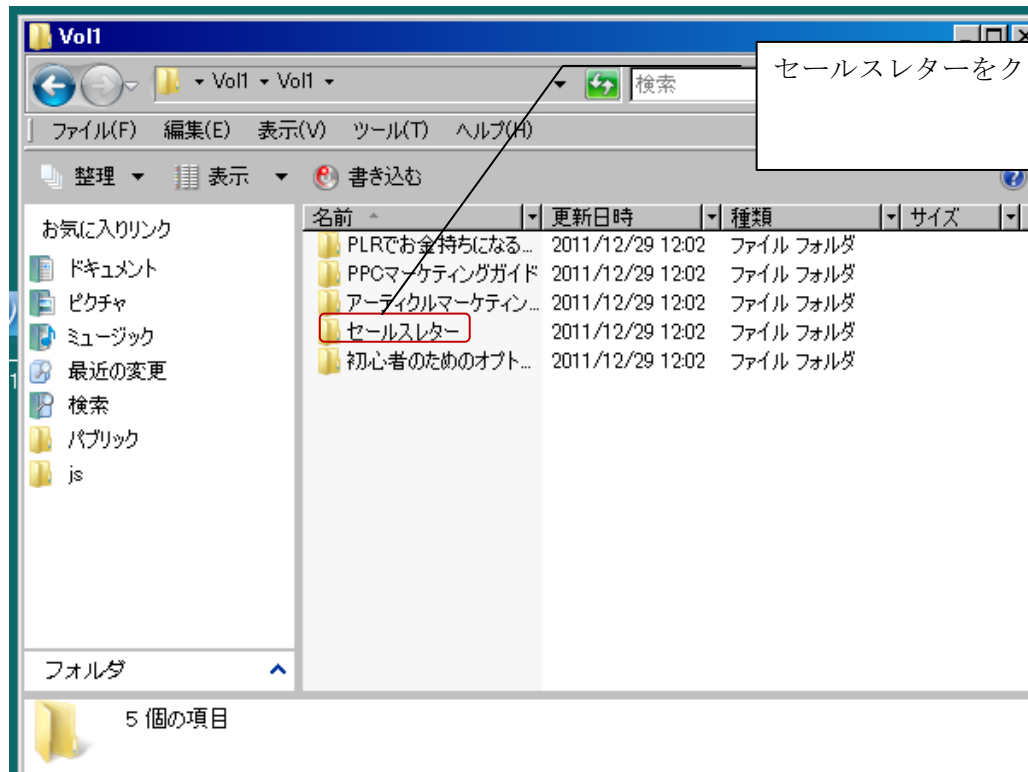 Vol1
Vol1 Vol1 検索
セールスレターをク
ファイル(F) 編集(E) 表示(V) ツール(T) ヘルプ(H)
整理 表示 書き込む
お気に入りリンク
ドキュメント
ピクチャ
ミュージック
最近の変更
検索
パブリック
js
フォルダ
名前 更新日時 種類 サイズ
PLRでお金持ちになる... 2011/12/29 12:02 ファイル フォルダ
PPCマーケティングガイド 2011/12/29 12:02 ファイル フォルダ
アーティクルマーケティン... 2011/12/29 12:02 ファイル フォルダ
セールスレター 2011/12/29 12:02 ファイル フォルダ
初心者のためのオプト... 2011/12/29 12:02 ファイル フォルダ
5 個の項目